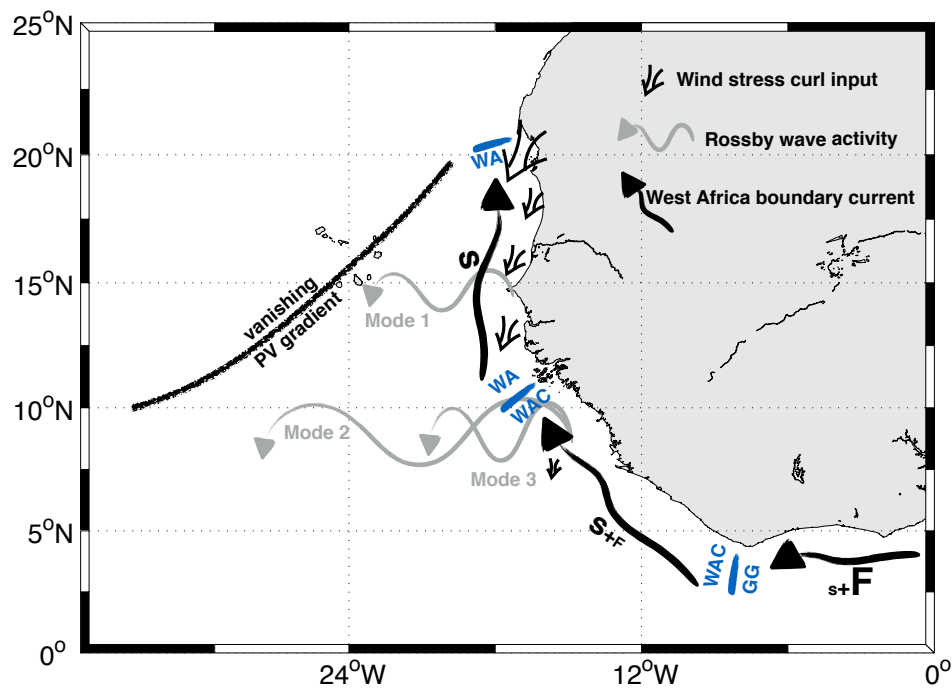 25°N
Wind stress curl input
Rossby wave activity
West Africa boundary current
20°N
WA
S
15°N
vanishing
PV gradient
Mode 1
WA
WAC
10°N
Mode 2
Mode 3
5°N
S+F
WAC
GG
s+F
0°
24°W
12°W
0°